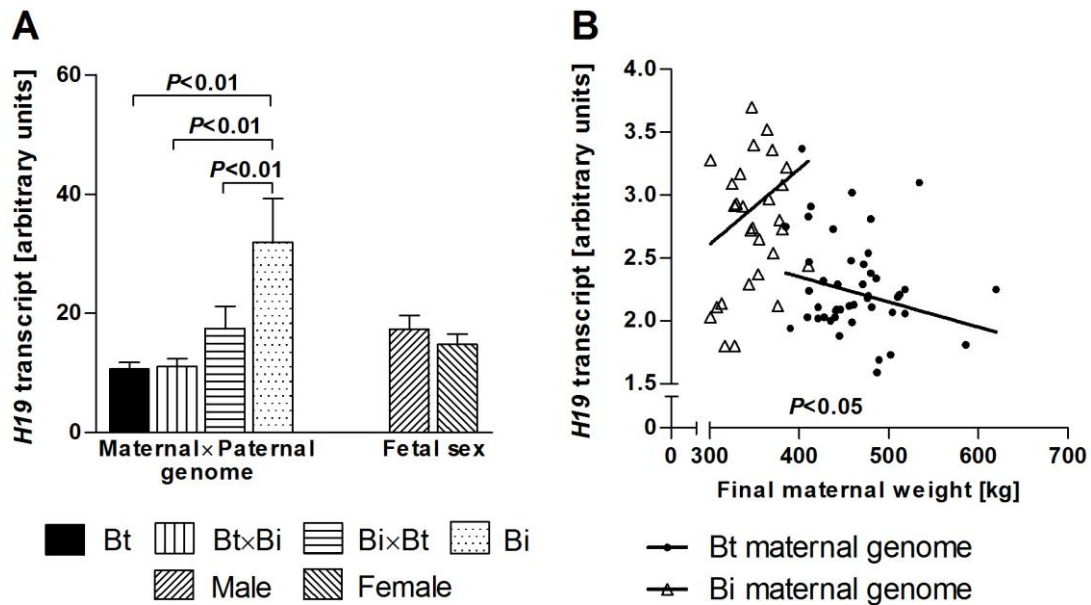 A
H19 transcript [arbitrary units]
60
40
20
0
P<0.01
P<0.01
P<0.01
Maternal×Paternal
genome
Fetal sex
Bt
Bt×Bi
Bi×Bt
Bi
Male
Female
B
H19 transcript [arbitrary units]
4.0
3.5
3.0
2.5
2.0
1.5
0
P<0.05
0 300 400 500 600 700
Final maternal weight [kg]
Bt maternal genome
Bi maternal genome